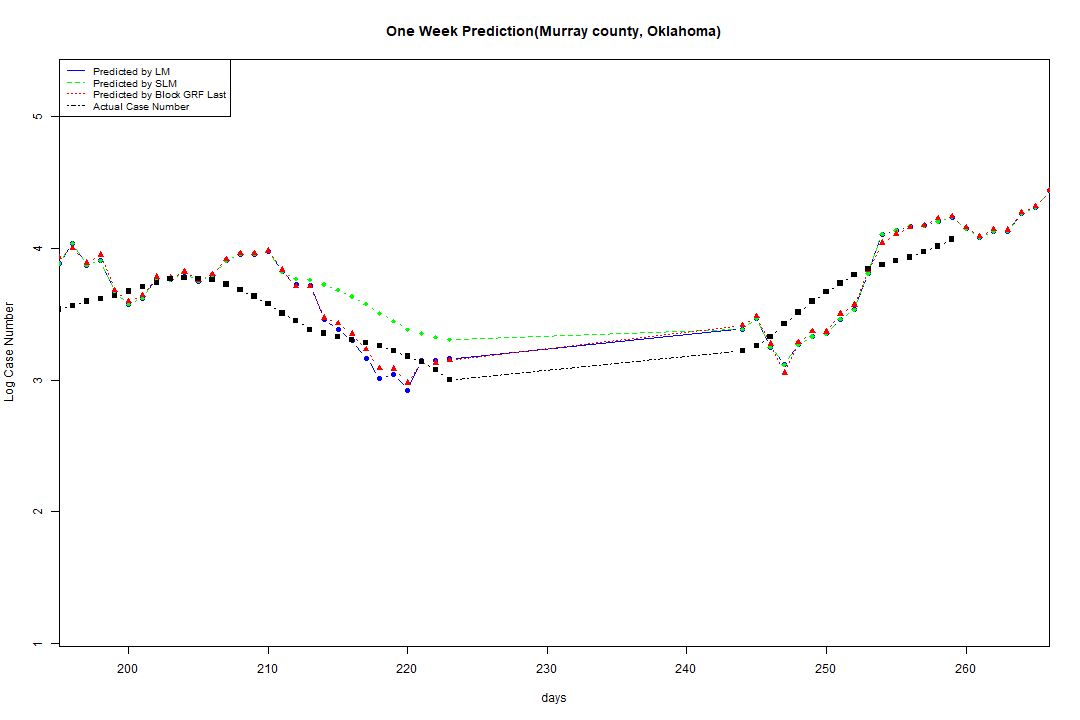 One Week Prediction(Murray county, Oklahoma)
Predicted by LM
Predicted by SLM
Predicted by Block GRF Last
Actual Case Number
5
4
3
2
1
Log Case Number
200 210 220 230 240 250 260
days